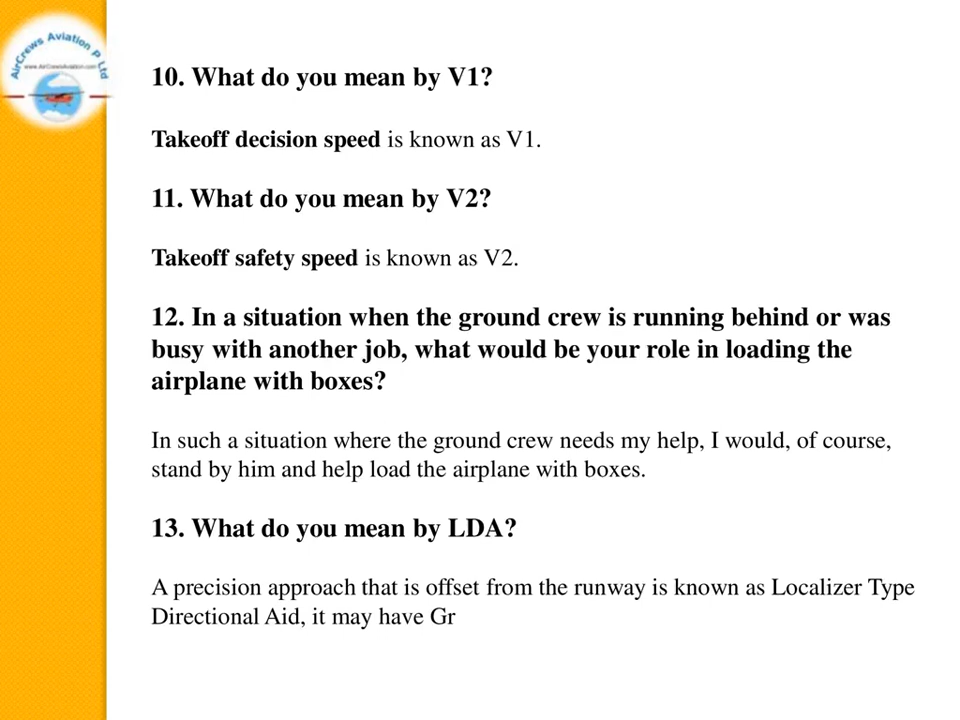 AirCrews Aviation P Ltd
www.AirCrewsAviation.com
10. What do you mean by V1?
Takeoff decision speed is known as V1.
11. What do you mean by V2?
Takeoff safety speed is known as V2.
12. In a situation when the ground crew is running behind or was
busy with another job, what would be your role in loading the
airplane with boxes?
In such a situation where the ground crew needs my help, I would, of course,
stand by him and help load the airplane with boxes.
13. What do you mean by LDA?
A precision approach that is offset from the runway is known as Localizer Type
Directional Aid, it may have Gr